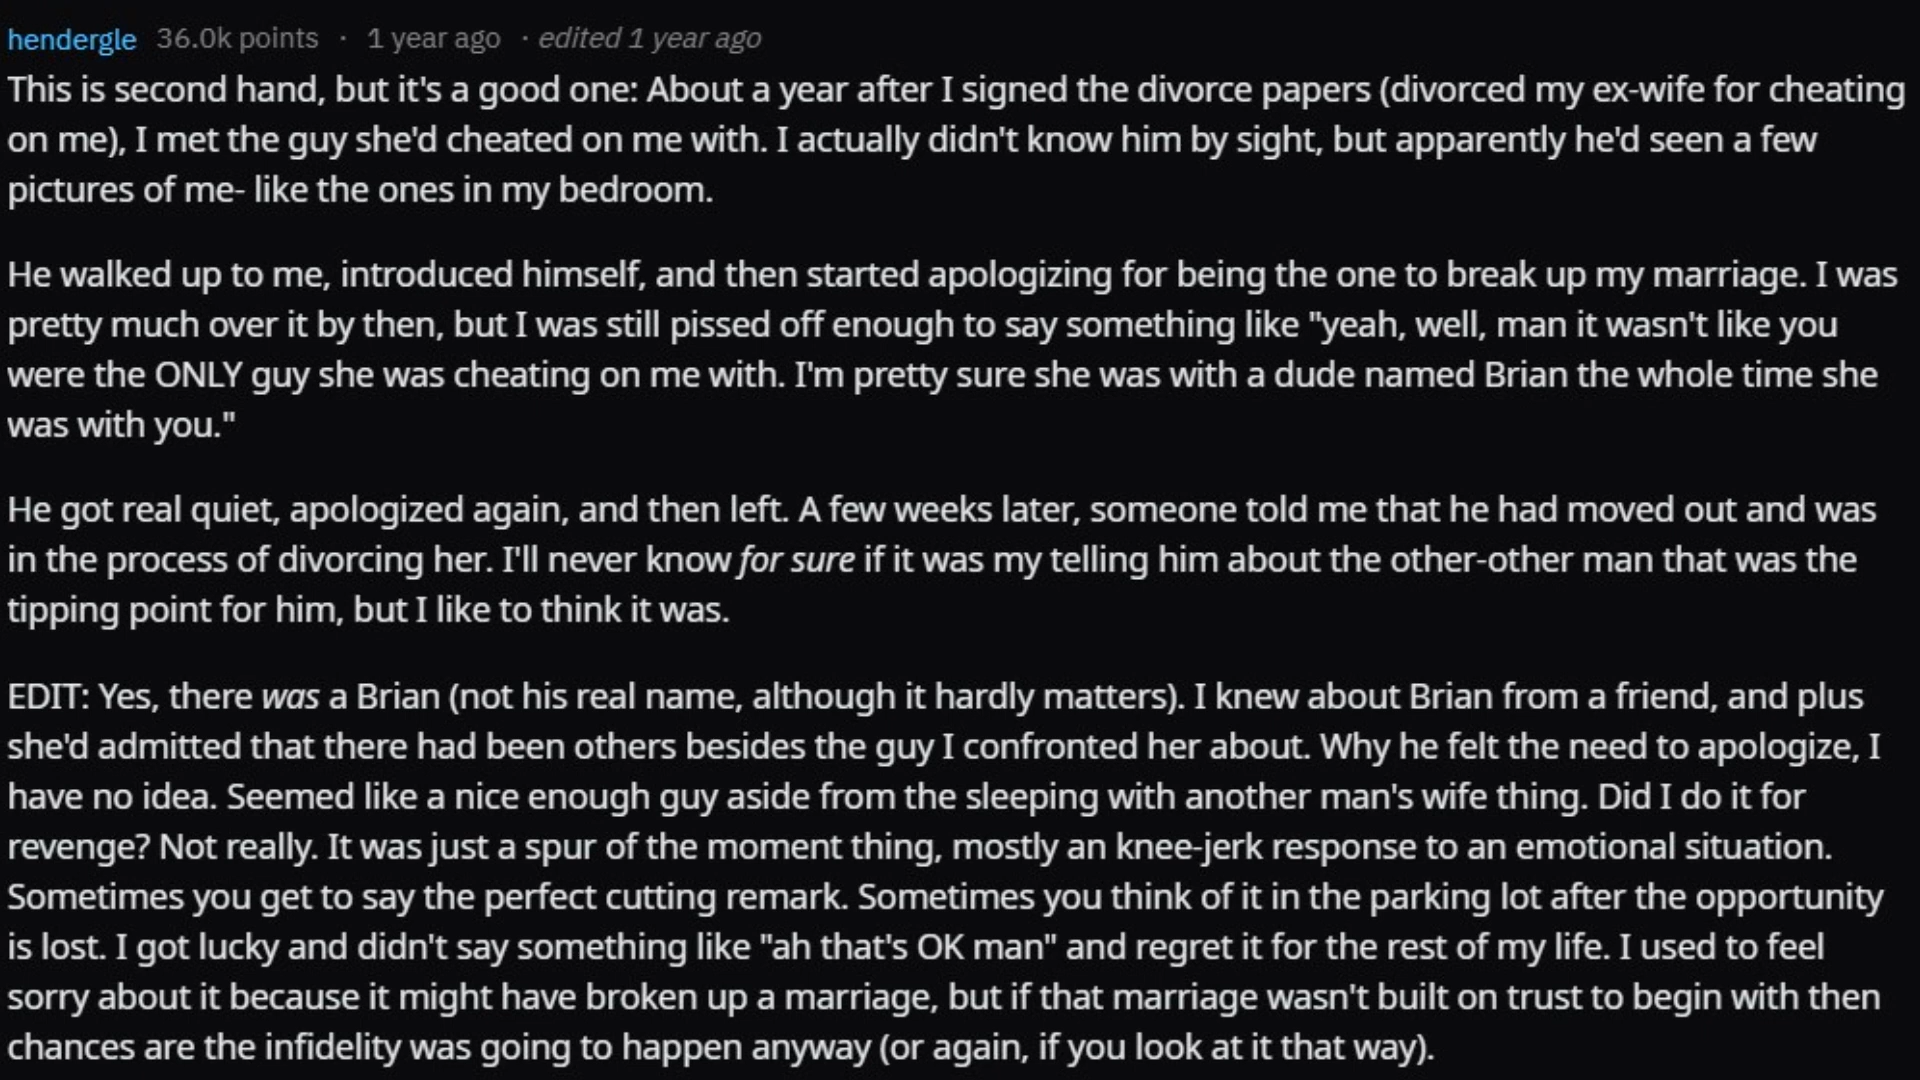 hendergle 36.0k points · 1 year ago · edited 1 year ago
This is second hand, but it's a good one: About a year after I signed the divorce papers (divorced my ex-wife for cheating
on me), I met the guy she'd cheated on me with. I actually didn't know him by sight, but apparently he'd seen a few
pictures of me- like the ones in my bedroom.
He walked up to me, introduced himself, and then started apologizing for being the one to break up my marriage. I was
pretty much over it by then, but I was still pissed off enough to say something like "yeah, well, man it wasn't like you
were the ONLY guy she was cheating on me with. I'm pretty sure she was with a dude named Brian the whole time she
was with you."
He got real quiet, apologized again, and then left. A few weeks later, someone told me that he had moved out and was
in the process of divorcing her. I'll never know for sure if it was my telling him about the other-other man that was the
tipping point for him, but I like to think it was.
EDIT: Yes, there was a Brian (not his real name, although it hardly matters). I knew about Brian from a friend, and plus
she'd admitted that there had been others besides the guy I confronted her about. Why he felt the need to apologize, I
have no idea. Seemed like a nice enough guy aside from the sleeping with another man's wife thing. Did I do it for
revenge? Not really. It was just a spur of the moment thing, mostly an knee-jerk response to an emotional situation.
Sometimes you get to say the perfect cutting remark. Sometimes you think of it in the parking lot after the opportunity
is lost. I got lucky and didn't say something like "ah that's OK man" and regret it for the rest of my life. I used to feel
sorry about it because it might have broken up a marriage, but if that marriage wasn't built on trust to begin with then
chances are the infidelity was going to happen anyway (or again, if you look at it that way).